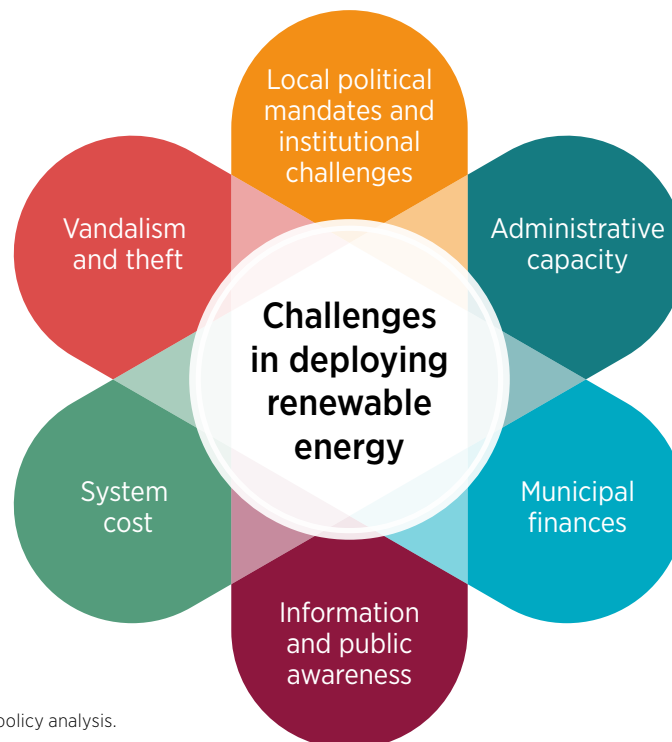 Local political
mandates and
institutional
challenges
Vandalism
and theft
Administrative
capacity
Challenges
in deploying
renewable
energy
System
cost
Municipal
finances
Information
and public
awareness
policy analysis.